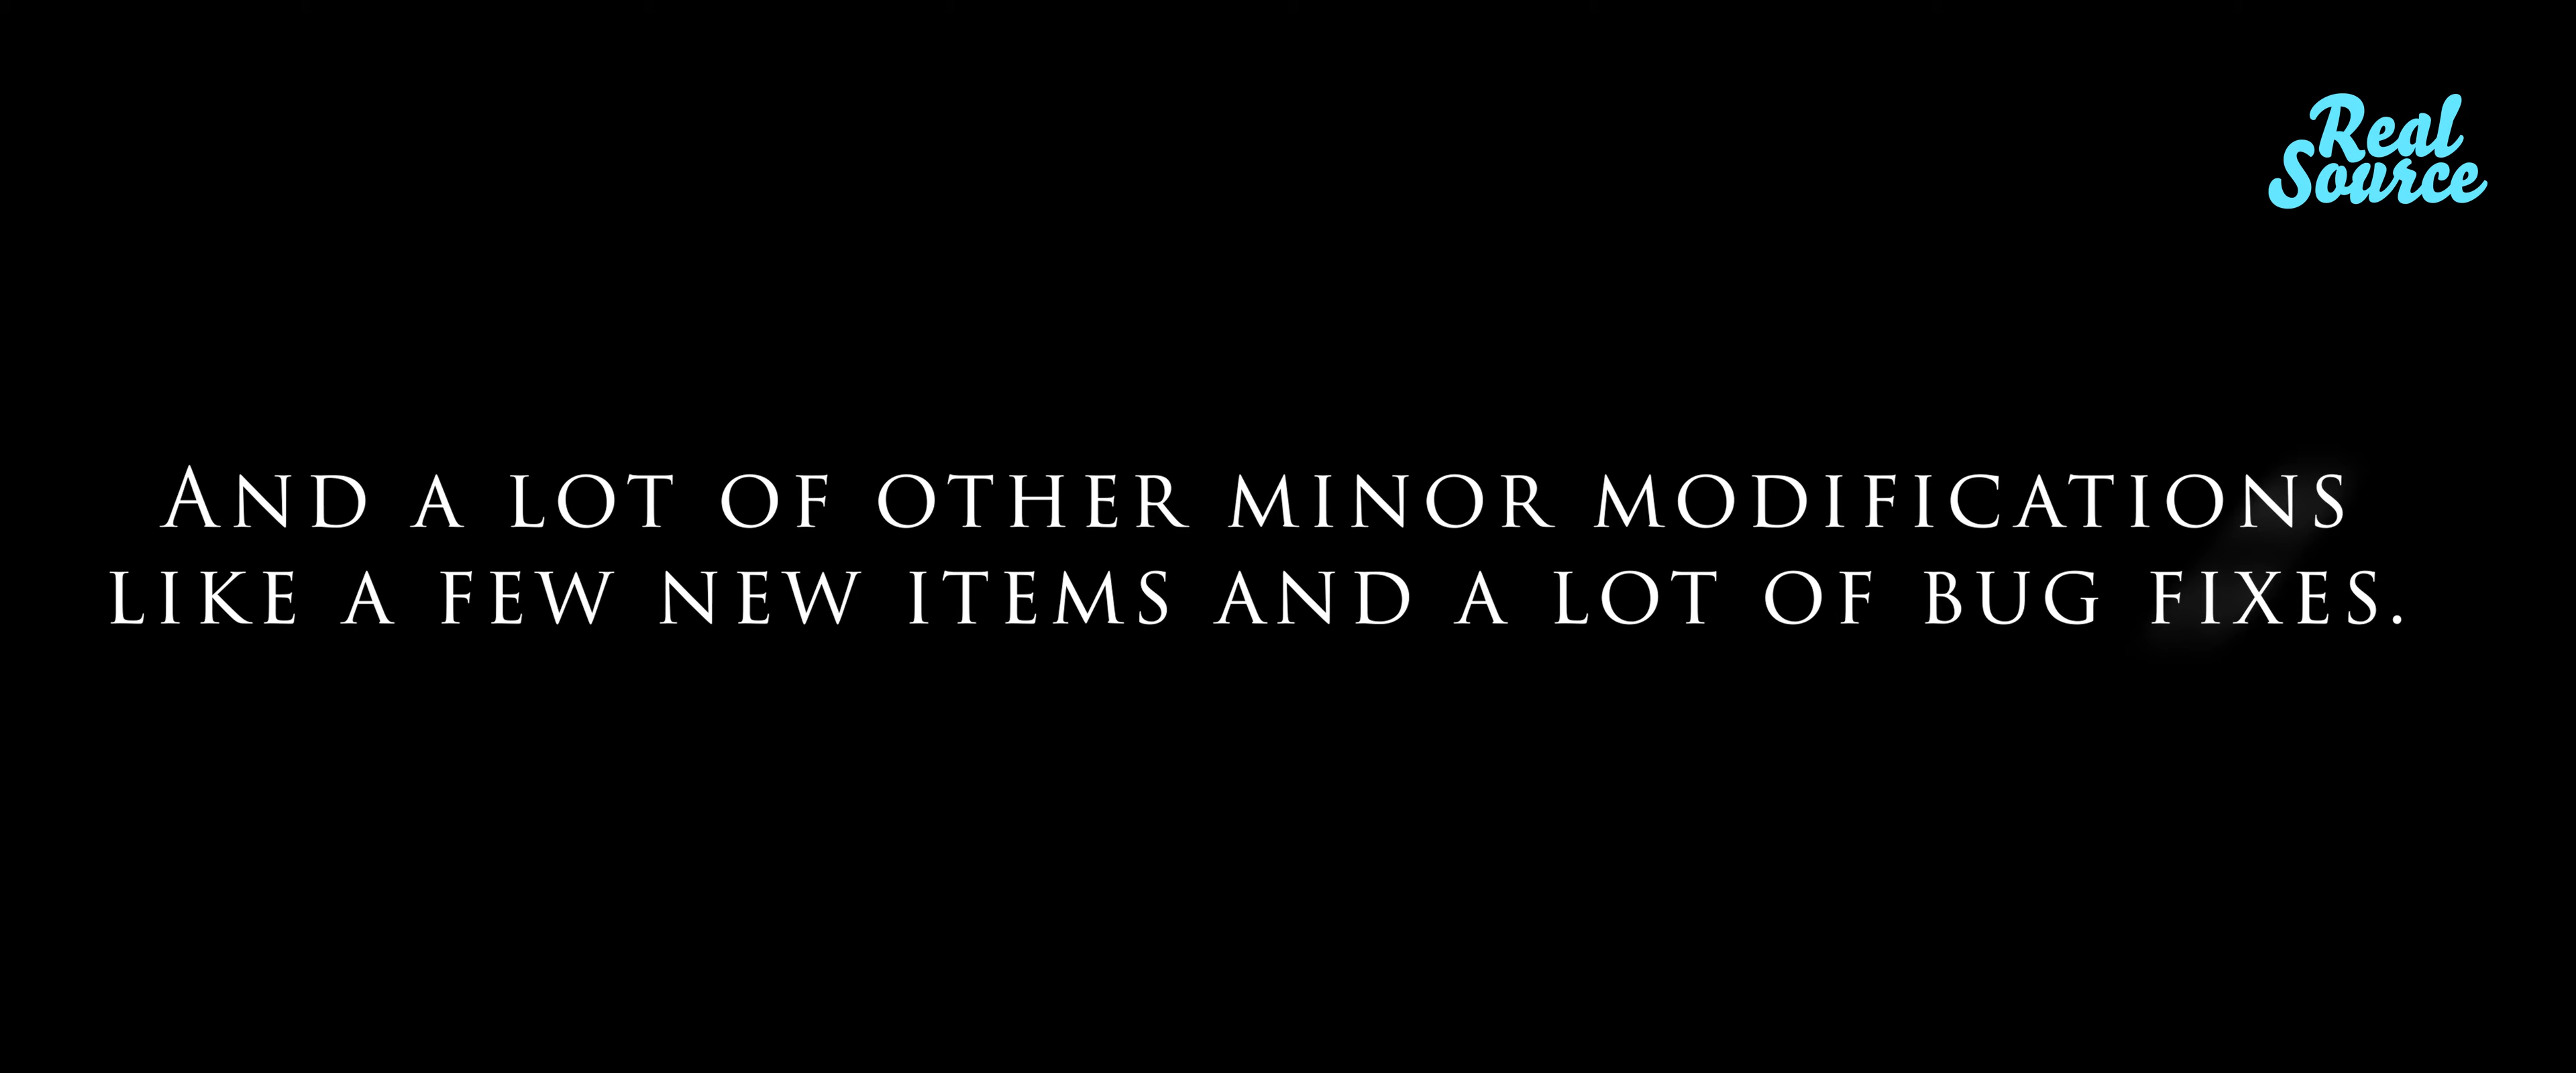 Real
Source
AND A LOT OF OTHER MINOR MODIFICATIONS
LIKE A FEW NEW ITEMS AND A LOT OF BUG FIXES.